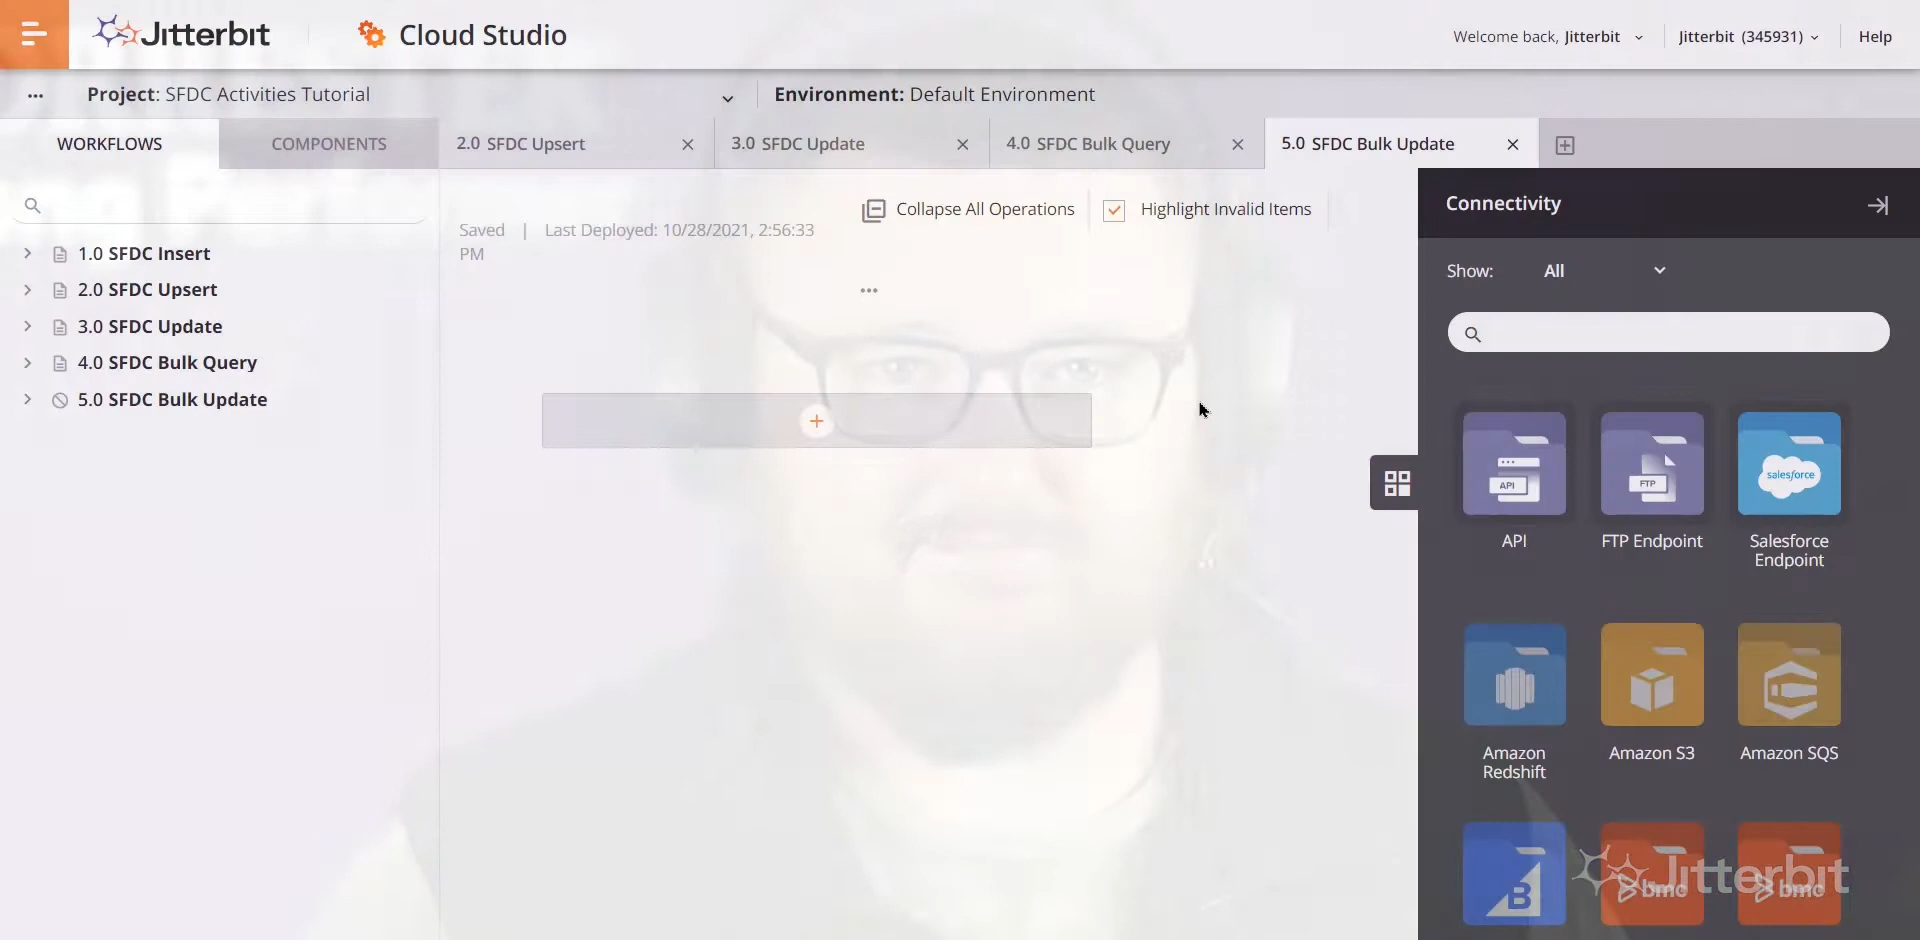 Jitterbit
Cloud Studio
Welcome back, Jitterbit
Jitterbit (345931)
Help
Project: SFDC Activities Tutorial
Environment: Default Environment
WORKFLOWS
COMPONENTS
2.0 SFDC Upsert
3.0 SFDC Update
4.0 SFDC Bulk Query
5.0 SFDC Bulk Update
Saved | Last Deployed: 10/28/2021, 2:56:33
PM
Collapse All Operations
Highlight Invalid Items
1.0 SFDC Insert
2.0 SFDC Upsert
3.0 SFDC Update
4.0 SFDC Bulk Query
5.0 SFDC Bulk Update
Connectivity
Show: All
API
FTP
salesforce
API
FTP Endpoint
Salesforce
Endpoint
Amazon
Redshift
Amazon S3
Amazon SQS
B
bmc
bmc
Jitterbit